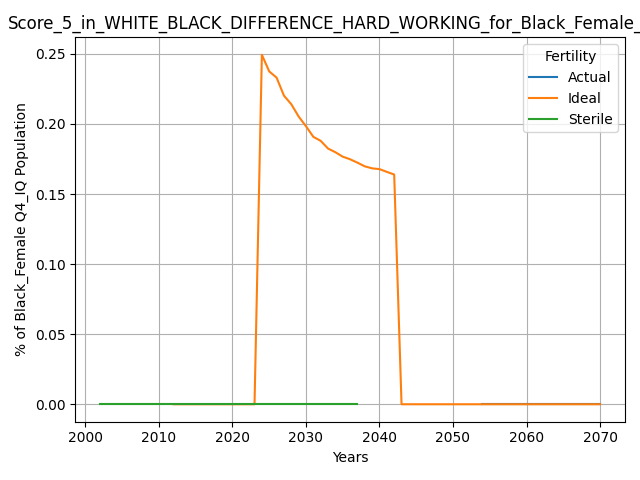 Score_5_in_WHITE_BLACK_DIFFERENCE_HARD_WORKING_for_Black_Female_
% of Black_Female Q4_IQ Population
0.25
0.20
0.15
0.10
0.05
0.00
Fertility
Actual
Ideal
Sterile
2000 2010 2020 2030 2040 2050 2060 2070
Years